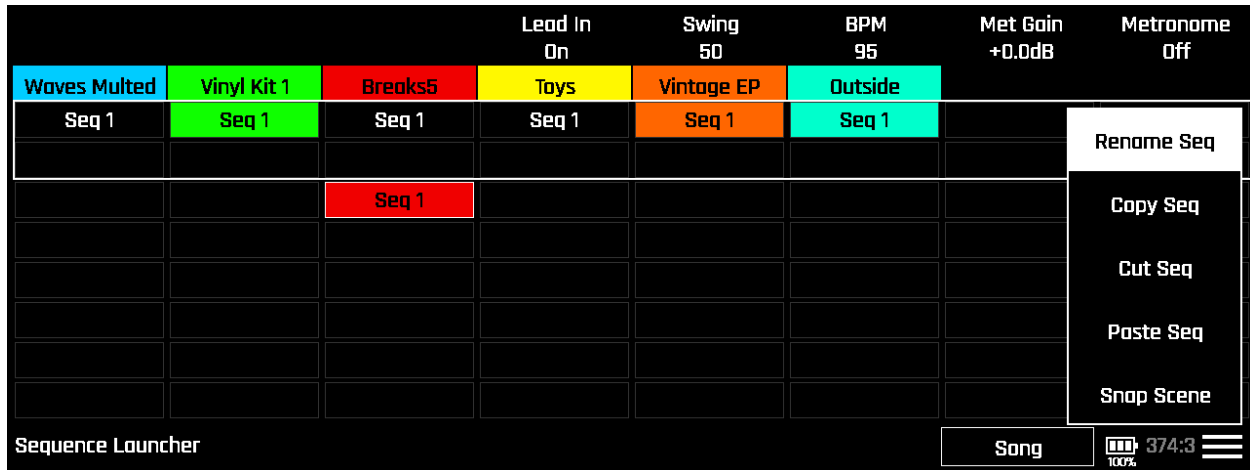 Lead In Swing BPM Met Gain Metronome
On 50 95 +0.0dB Off
Waves Multed Vinyl Kit 1 Breaks5 Toys Vintage EP Outside
Seq 1 Seq 1 Seq 1 Seq 1 Seq 1 Seq 1
Rename Seq
Seq 1
Copy Seq
Cut Seq
Paste Seq
Snap Scene
Sequence Launcher Song 374:3
100%